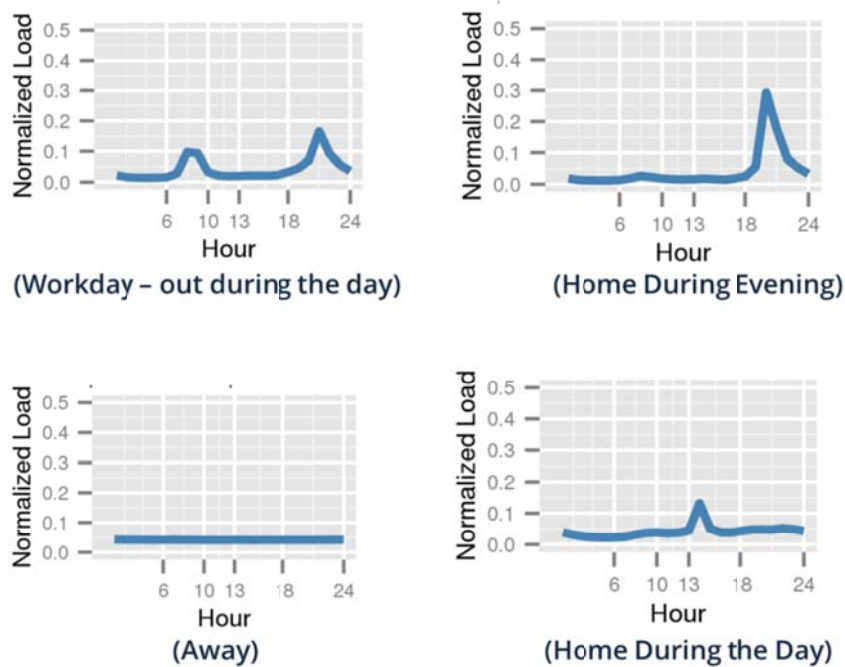 Normalized Load
0.5
0.4
0.3
0.2
0.1
0.0
6 10 13 18 24
Hour
(Workday – out during the day)
Normalized Load
0.5
0.4
0.3
0.2
0.1
0.0
6 10 13 18 24
Hour
(Home During Evening)
Normalized Load
0.5
0.4
0.3
0.2
0.1
0.0
6 10 13 18 24
Hour
(Away)
Normalized Load
0.5
0.4
0.3
0.2
0.1
0.0
6 10 13 18 24
Hour
(Home During the Day)